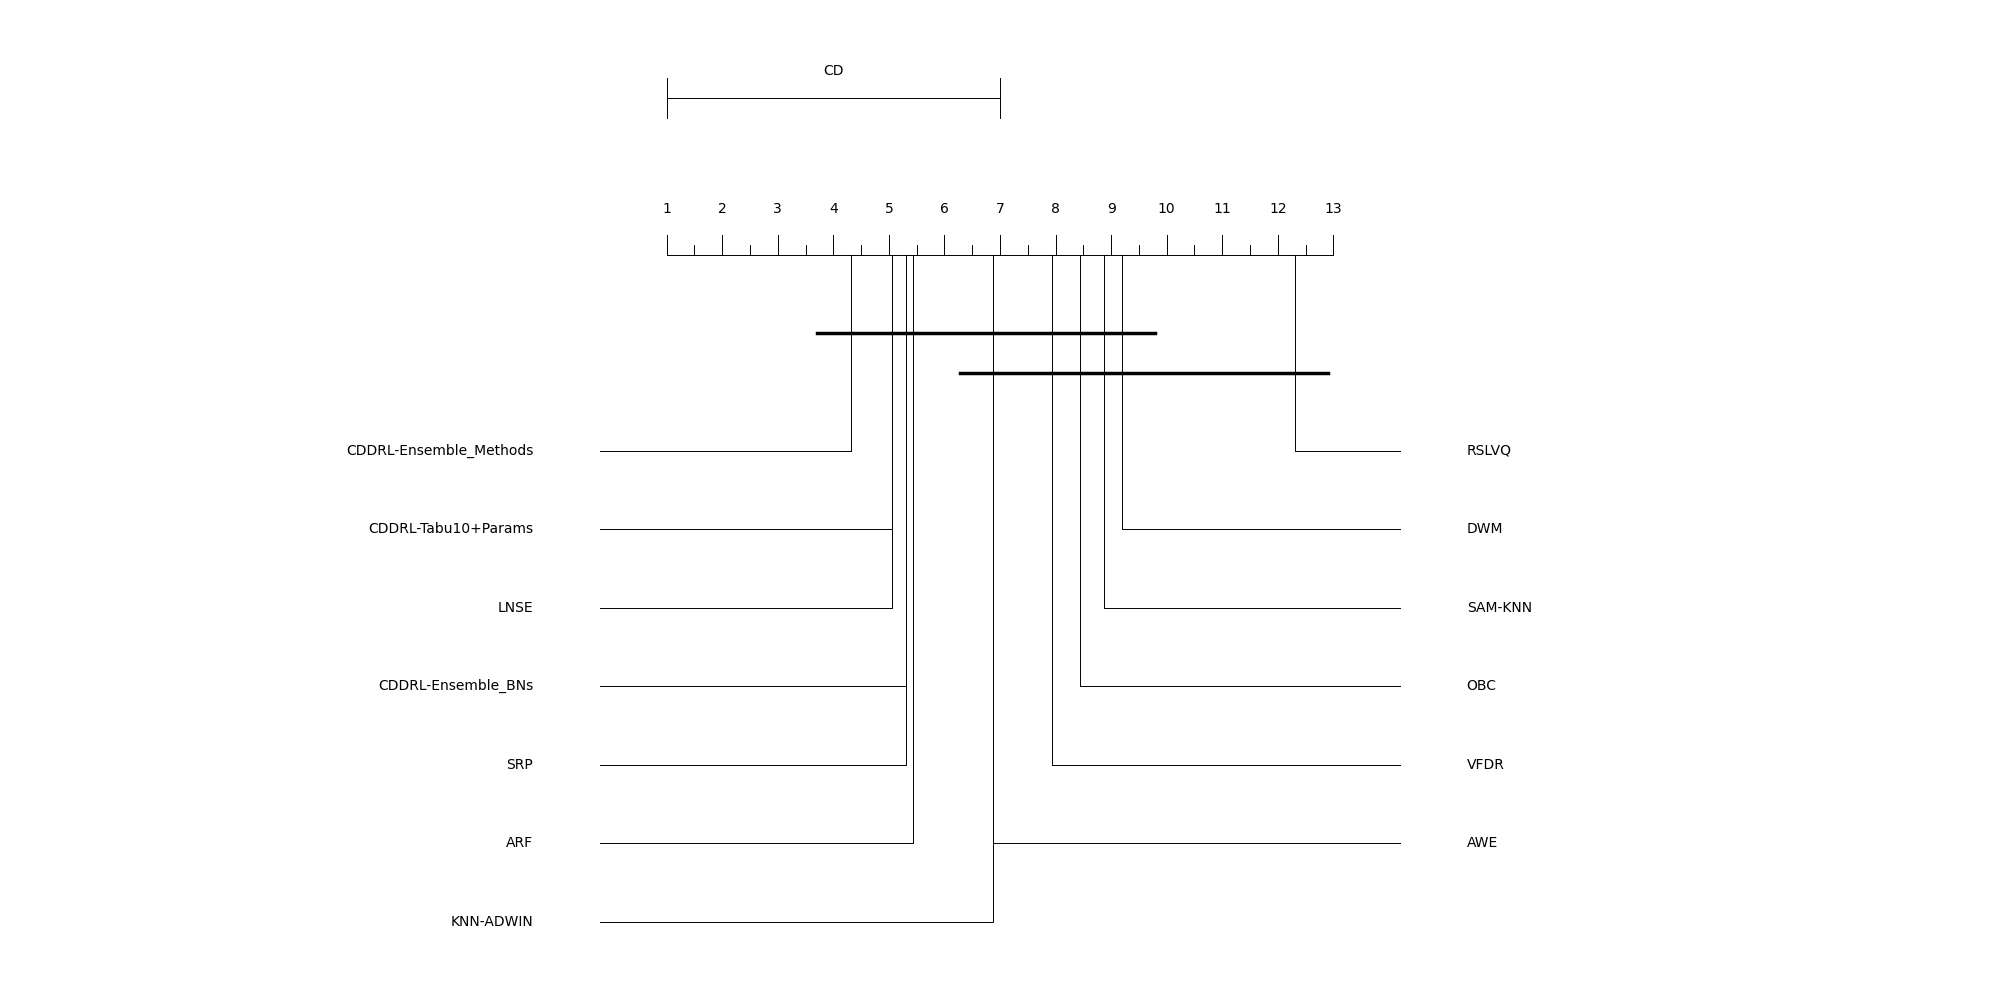 CD
1 2 3 4 5 6 7 8 9 10 11 12 13
CDDRL-Ensemble_Methods
RSLVQ
CDDRL-Tabu10+Params
DWM
LNSE
SAM-KNN
CDDRL-Ensemble_BNs
OBC
SRP
VFDR
ARF
AWE
KNN-ADWIN